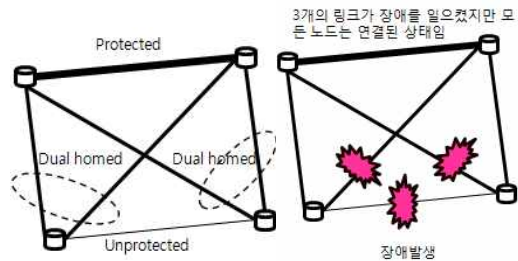 Protected
Dual homed
Dual homed
Unprotected
3개의 링크가 장애를 일으켰지만 모
든 노드는 연결된 상태임
장애발생